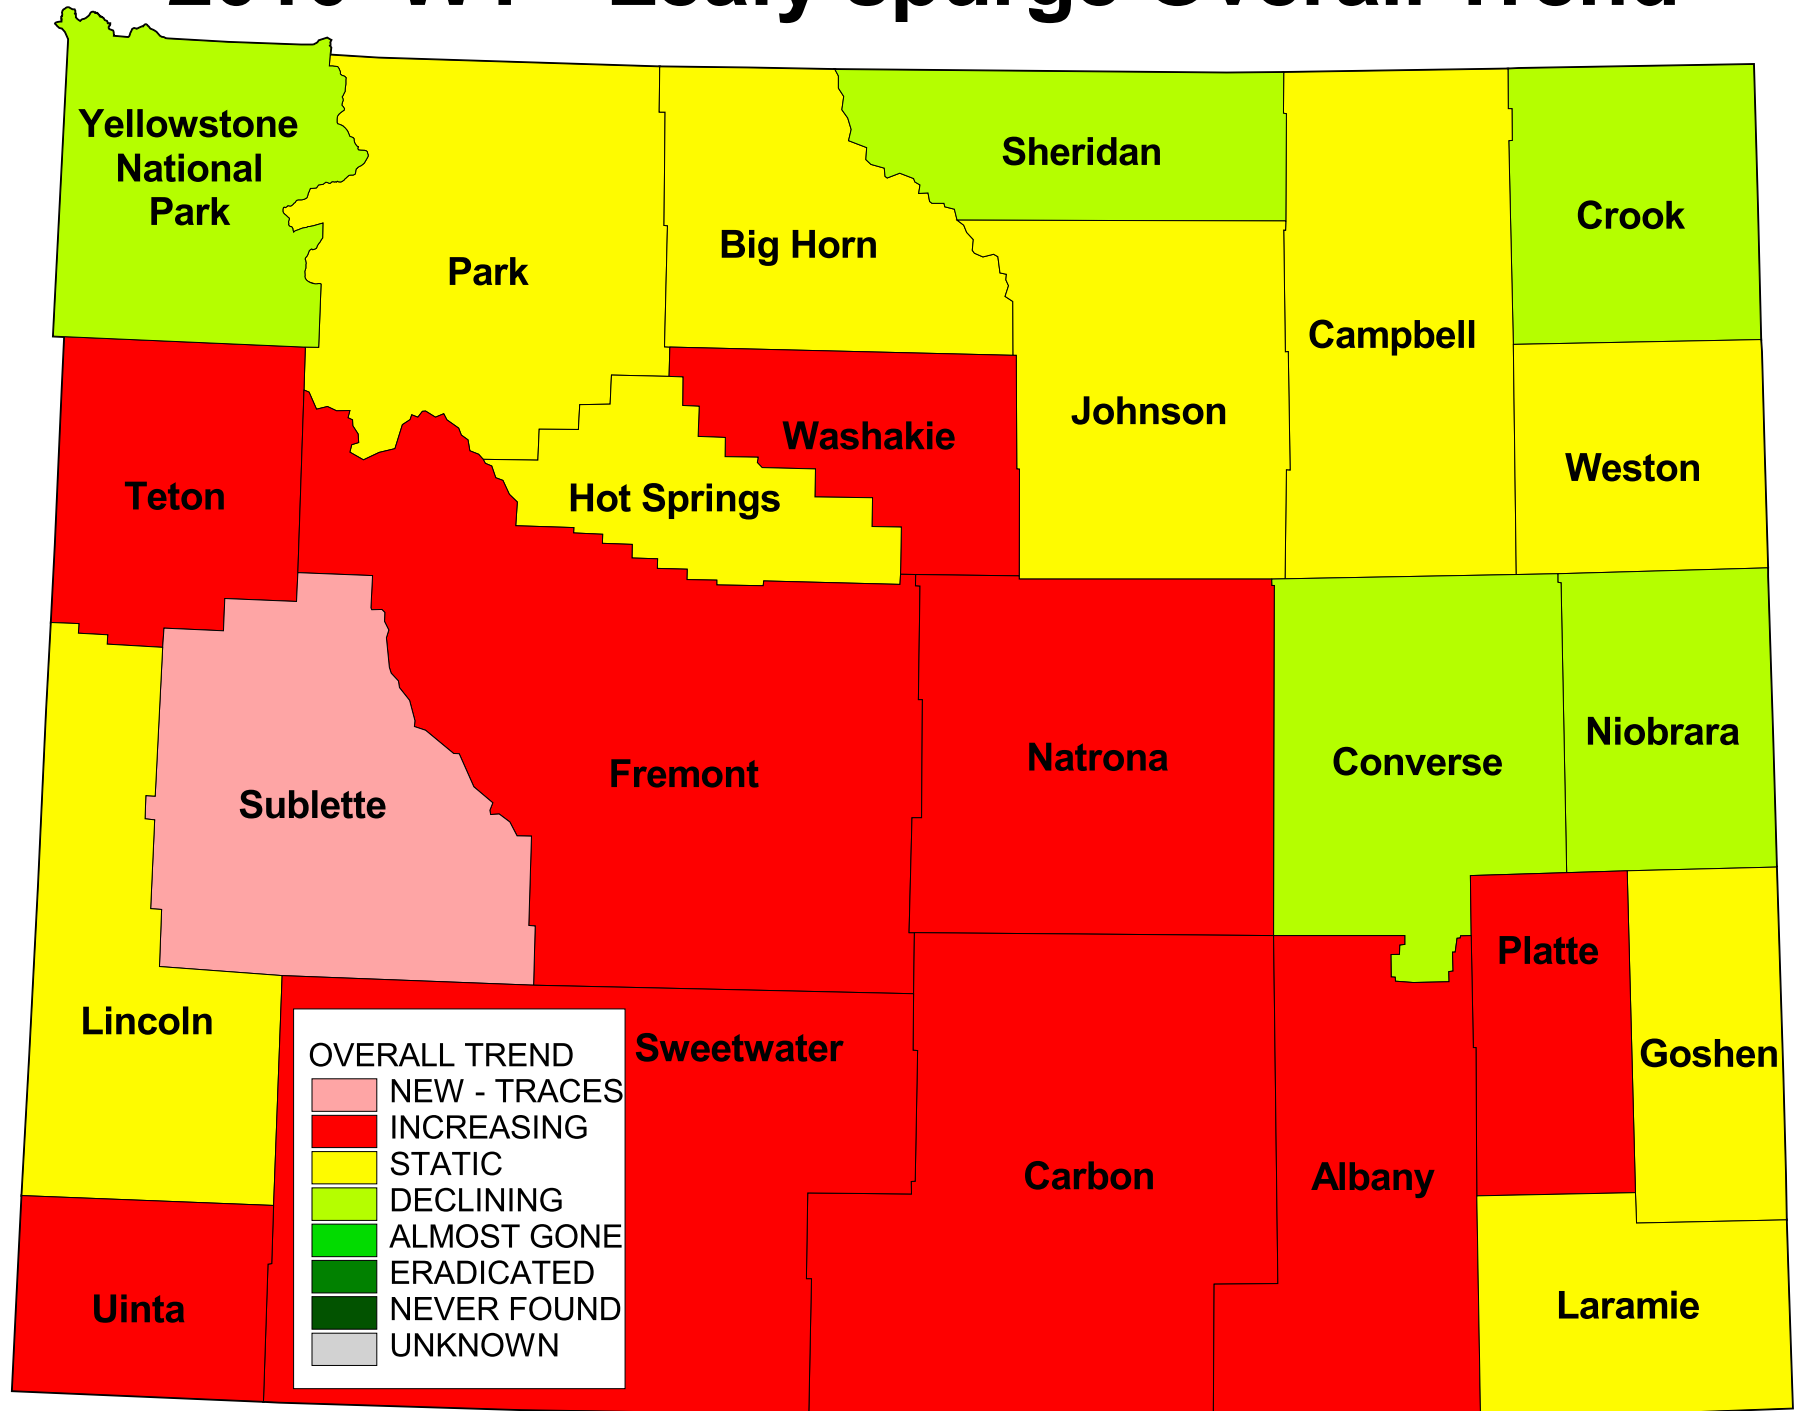 Overall Trend
Yellowstone
National
Park
Park
Big Horn
Sheridan
Campbell
Crook
Johnson
Washakie
Hot Springs
Weston
Teton
Sublette
Fremont
Natrona
Converse
Niobrara
Lincoln
Sweetwater
Platte
Goshen
Carbon
Albany
Uinta
Laramie
OVERALL TREND
NEW - TRACES
INCREASING
STATIC
DECLINING
ALMOST GONE
ERADICATED
NEVER FOUND
UNKNOWN